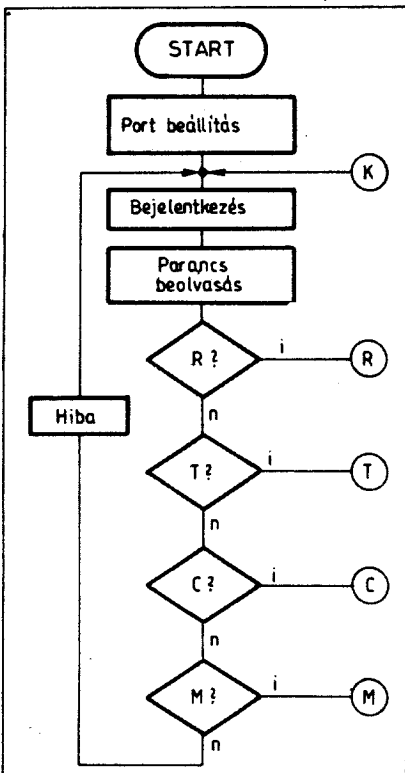 START
Port beállítás
K
Bejelentkezés
Parancs
beolvasás
R?
i
R
n
Hiba
T?
i
T
n
C?
i
C
n
M?
i
M
n